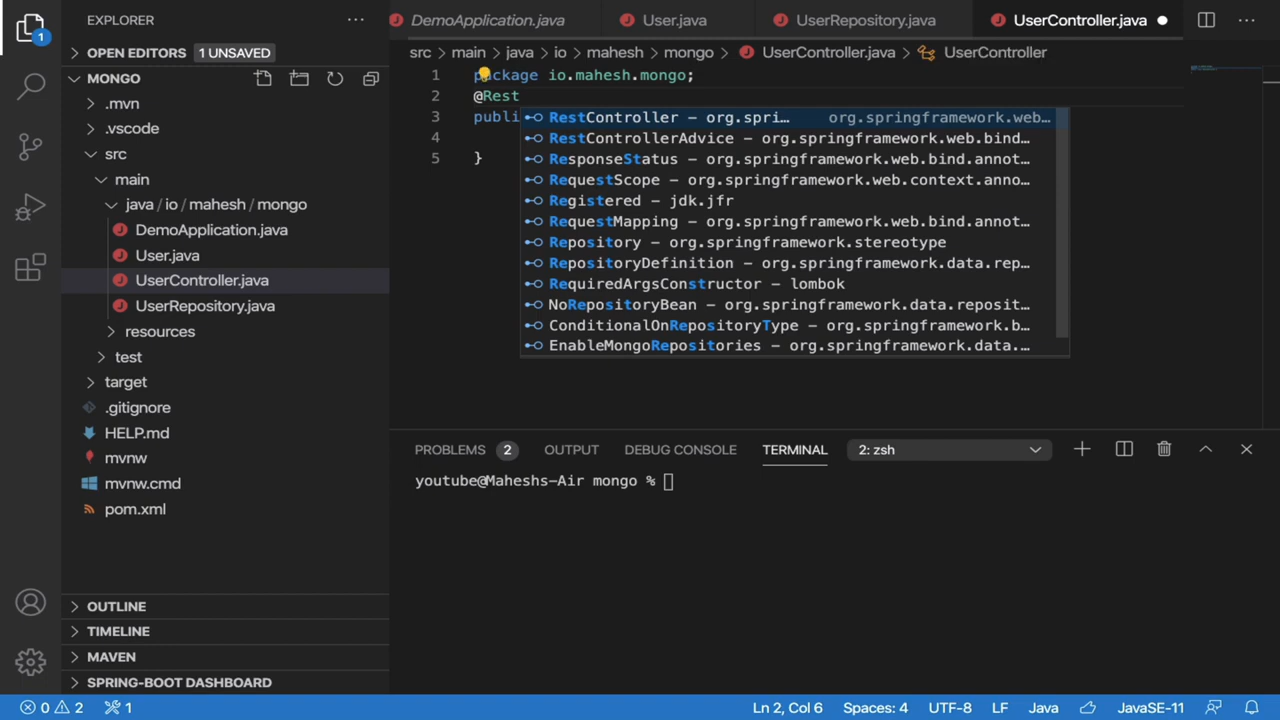 1
EXPLORER
OPEN EDITORS 1 UNSAVED
MONGO
.mvn
.vscode
src
main
java / io / mahesh / mongo
DemoApplication.java
User.java
UserController.java
UserRepository.java
resources
test
target
.gitignore
HELP.md
mvnw
mvnw.cmd
pom.xml
OUTLINE
TIMELINE
MAVEN
SPRING-BOOT DASHBOARD
DemoApplication.java User.java UserRepository.java UserController.java
src > main > java > io > mahesh > mongo > UserController.java > UserController
1 package io.mahesh.mongo;
2 @Rest
3 publi
4
5 }
RestController – org.spri… org.springframework.web…
RestControllerAdvice – org.springframework.web.bind…
ResponseStatus – org.springframework.web.bind.annot…
RequestScope – org.springframework.web.context.anno…
Registered – jdk.jfr
RequestMapping – org.springframework.web.bind.annot…
Repository – org.springframework.stereotype
RepositoryDefinition – org.springframework.data.rep…
RequiredArgsConstructor – lombok
NoRepositoryBean – org.springframework.data.reposit…
ConditionalOnRepositoryType – org.springframework.b…
EnableMongoRepositories – org.springframework.data.…
PROBLEMS 2 OUTPUT DEBUG CONSOLE TERMINAL 2: zsh
youtube@Maheshs-Air mongo %
0 2 1 Ln 2, Col 6 Spaces: 4 UTF-8 LF Java JavaSE-11